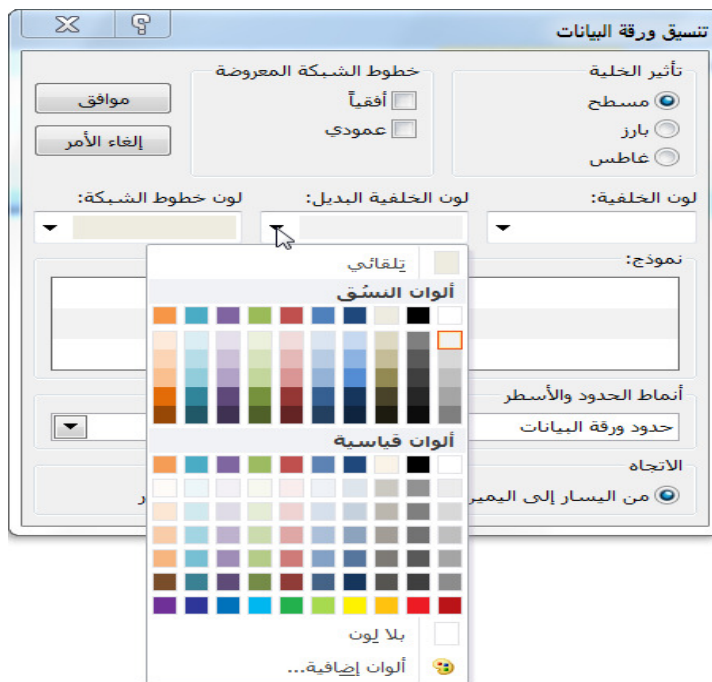 تنسيق ورقة البيانات
تأثير الخلية
مسطح
بارز
غاطس
خطوط الشبكة المعروضة
أفقياً
عمودي
موافق
إلغاء الأمر
لون الخلفية:
لون الخلفية البديل:
لون خطوط الشبكة:
نموذج:
تلقائي
ألوان النسُق
ألوان قياسية
بلا لون
ألوان إضافية...
أنماط الحدود والأسطر
حدود ورقة البيانات
الاتجاه
من اليسار إلى اليمير
ر